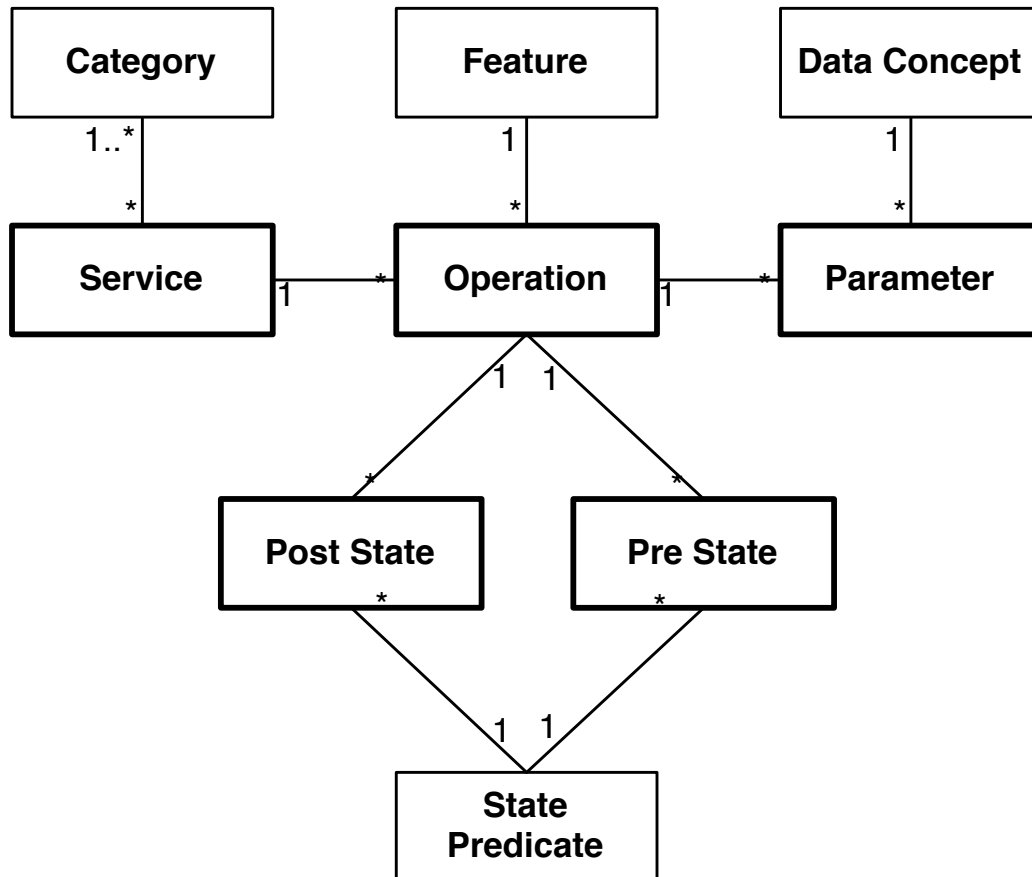 Category
Feature
Data Concept
1..*
1
1
*
*
*
Service
Operation
Parameter
1
*
1
*
1
1
*
*
Post State
Pre State
*
*
1
1
State
Predicate